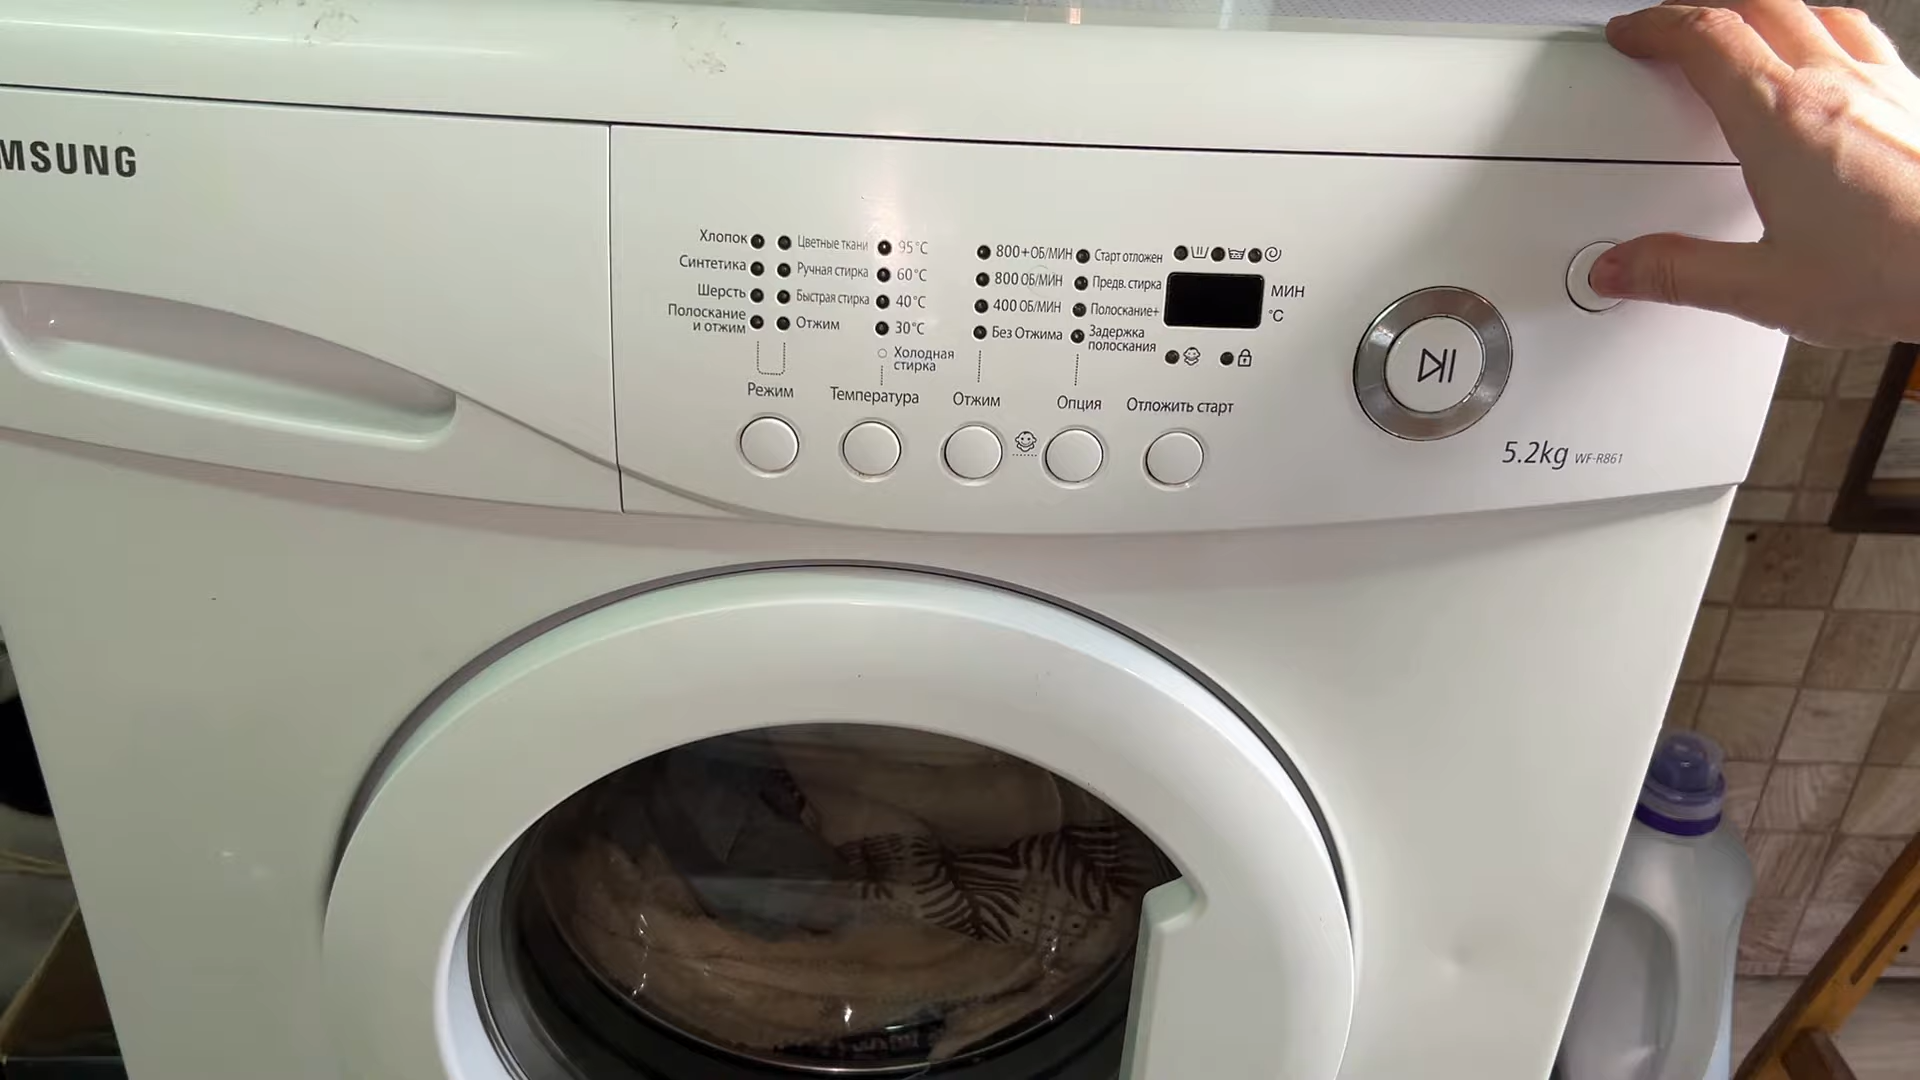 MSUNG
Хлопок
Синтетика
Шерсть
Полоскание
и отжим
Цветные ткани
Ручная стирка
Быстрая стирка
Отжим
95°C
60°C
40°C
30°C
Холодная
стирка
800+ОБ/МИН
800 ОБ/МИН
400 ОБ/МИН
Без Отжима
Старт отложен
Предв. стирка
Полоскание+
Задержка
полоскания
МИН
°C
Режим
Температура
Отжим
Опция
Отложить старт
5.2kg WF-R861